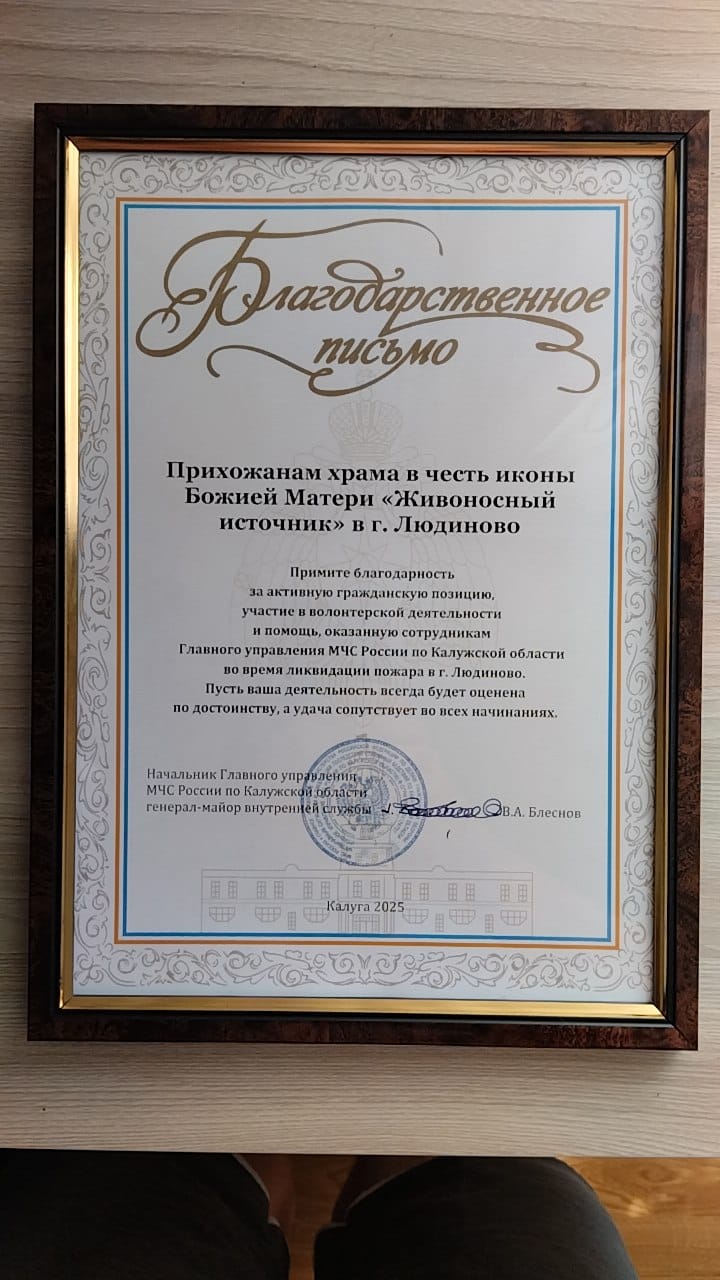 Благодарственное
письмо
Прихожанам храма в честь иконы
Божией Матери «Живоносный
источник» в г. Людиново
Примите благодарность
за активную гражданскую позицию,
участие в волонтерской деятельности
и помощь, оказанную сотрудникам
Главного управления МЧС России по Калужской области
во время ликвидации пожара в г. Людиново.
Пусть ваша деятельность всегда будет оценена
по достоинству, а удача сопутствует во всех начинаниях.
Начальник Главного управления
МЧС России по Калужской области
генерал-майор внутренней службы В.А. Блеснов
Калуга 2025